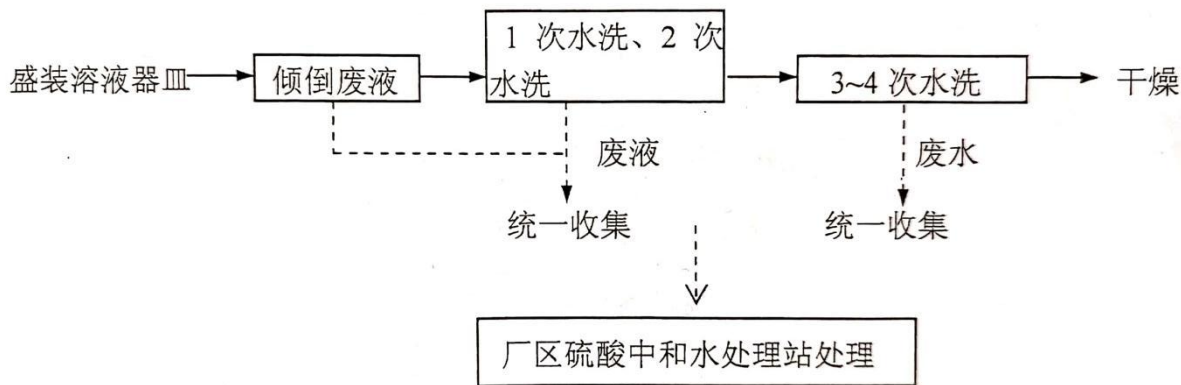 1 次水洗、2 次
水洗
盛装溶液器皿
倾倒废液
3~4 次水洗
干燥
废液
废水
统一收集
统一收集
厂区硫酸中和水处理站处理